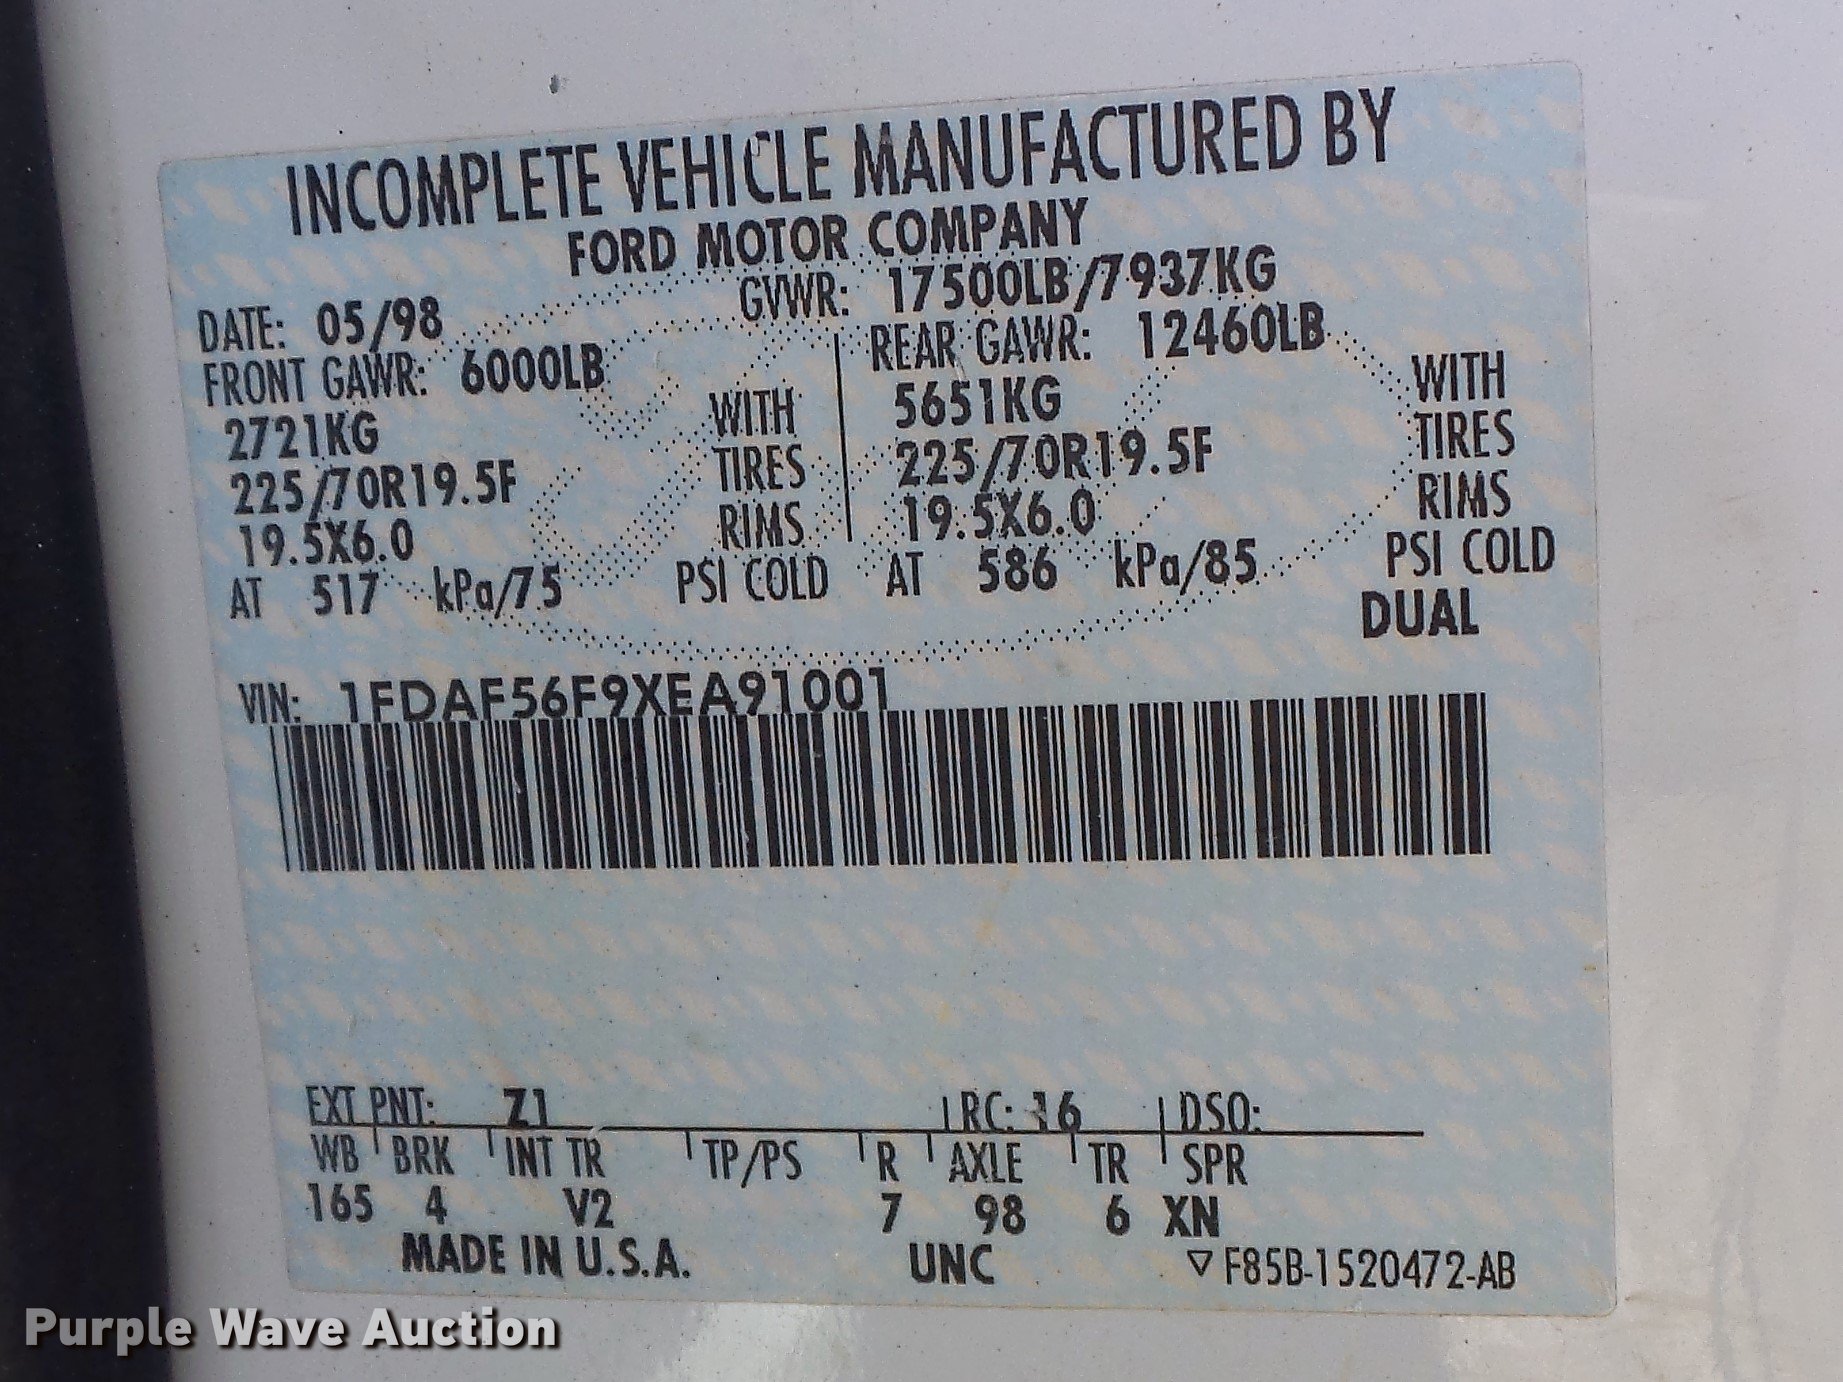 INCOMPLETE VEHICLE MANUFACTURED BY
FORD MOTOR COMPANY
DATE: 05/98 GVWR: 17500LB/7937KG
FRONT GAWR: 6000LB REAR GAWR: 12460LB
2721KG WITH 5651KG WITH
225/70R19.5F TIRES 225/70R19.5F TIRES
19.5X6.0 RIMS 19.5X6.0 RIMS
AT 517 kPa/75 PSI COLD AT 586 kPa/85 PSI COLD
DUAL
VIN: 1FDAF56F9XEA91001
EXT PNT: Z1 RC: 16 DSO:
WB BRK INT TR TP/PS R AXLE TR SPR
165 4 V2 7 98 6 XN
MADE IN U.S.A. UNC ▽F85B-1520472-AB
Purple Wave Auction